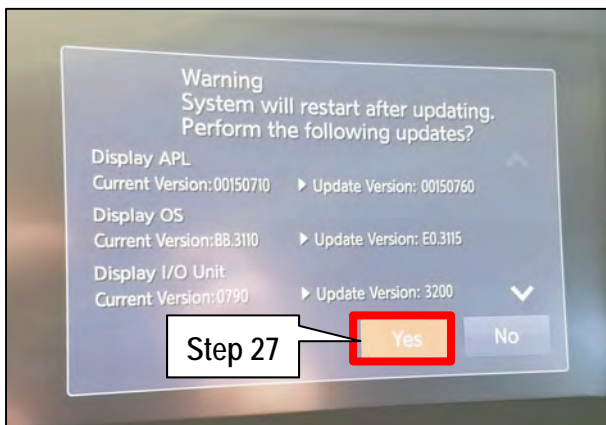 Warning
System will restart after updating.
Perform the following updates?
Display APL
Current Version:00150710 ▶ Update Version: 00150760
Display OS
Current Version:BB.3110 ▶ Update Version: E0.3115
Display I/O Unit
Current Version:0790 ▶ Update Version: 3200
Step 27
Yes
No